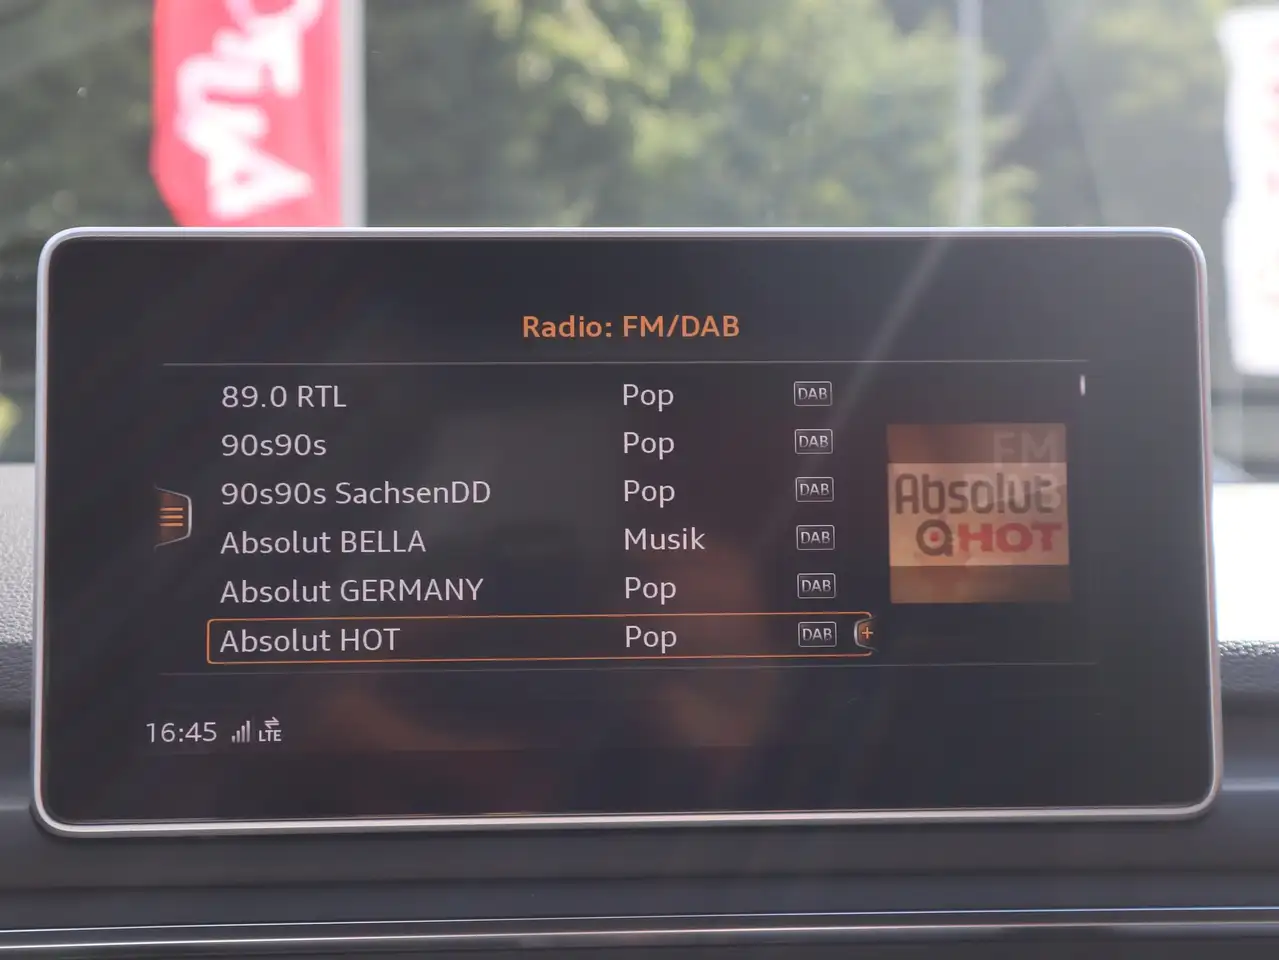 Radio: FM/DAB
89.0 RTL Pop DAB
90s90s Pop DAB
90s90s SachsenDD Pop DAB
Absolut BELLA Musik DAB
Absolut GERMANY Pop DAB
Absolut HOT Pop DAB +
FM
Absolut
HOT
16:45 LTE